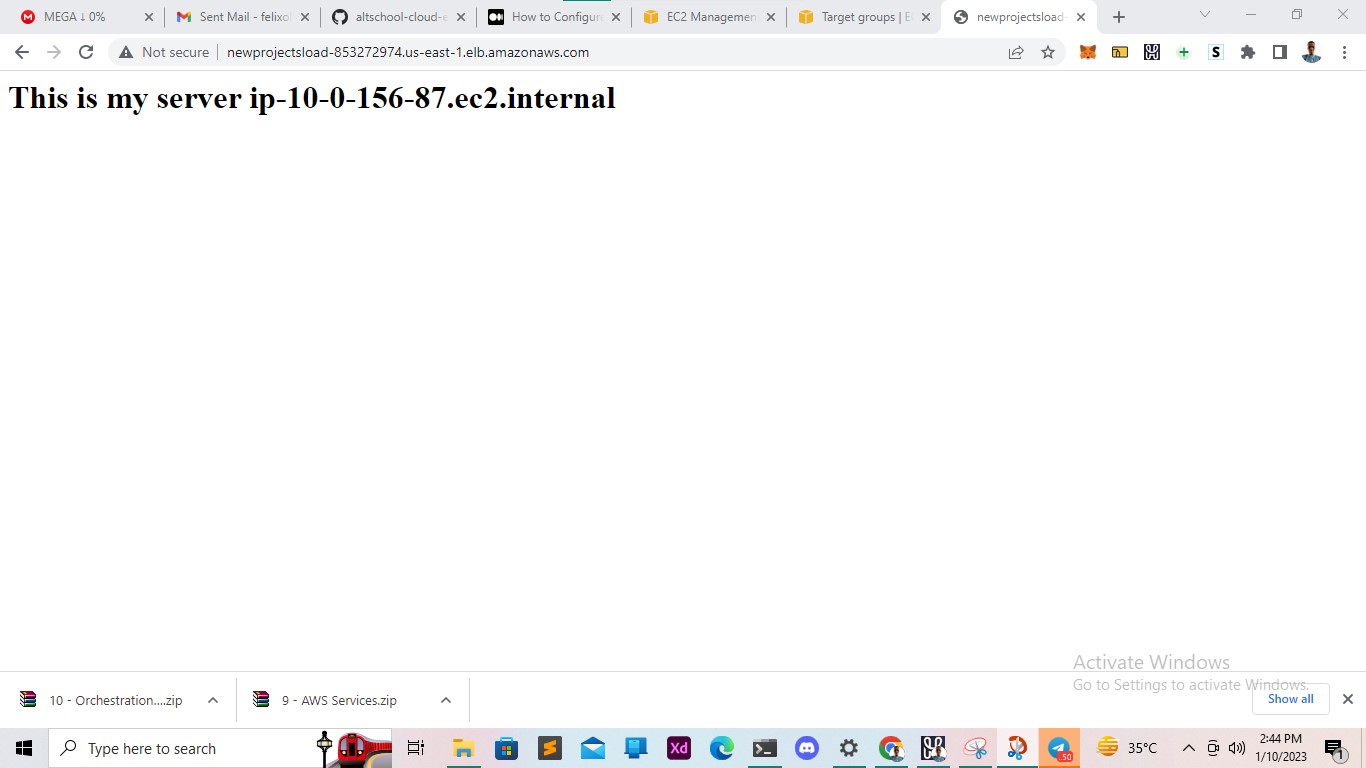 MEGA ↓ 0%
Sent Mail - felixo
altschool-cloud-e
How to Configur
EC2 Managemen
Target groups | E
newprojectsload-
Not secure
newprojectsload-853272974.us-east-1.elb.amazonaws.com
This is my server ip-10-0-156-87.ec2.internal
Activate Windows
Go to Settings to activate Windows.
10 - Orchestration....zip
9 - AWS Services.zip
Show all
Type here to search
Xd
..50
35°C
2:44 PM
1/10/2023
1